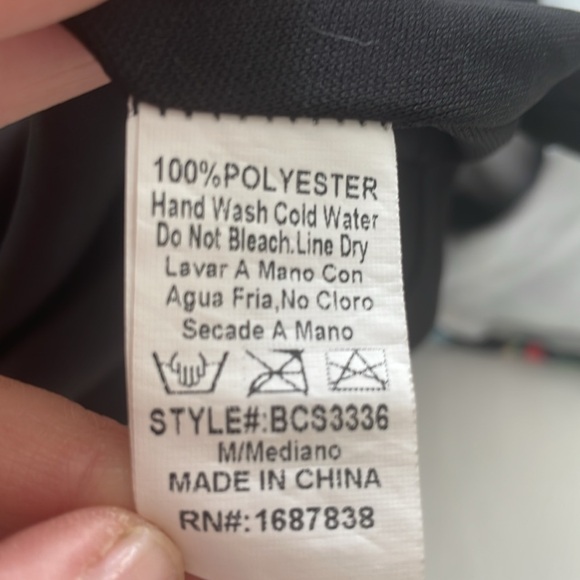 100%POLYESTER
Hand Wash Cold Water
Do Not Bleach.Line Dry
Lavar A Mano Con
Agua Fria,No Cloro
Secade A Mano
STYLE#:BCS3336
M/Mediano
MADE IN CHINA
RN#:1687838